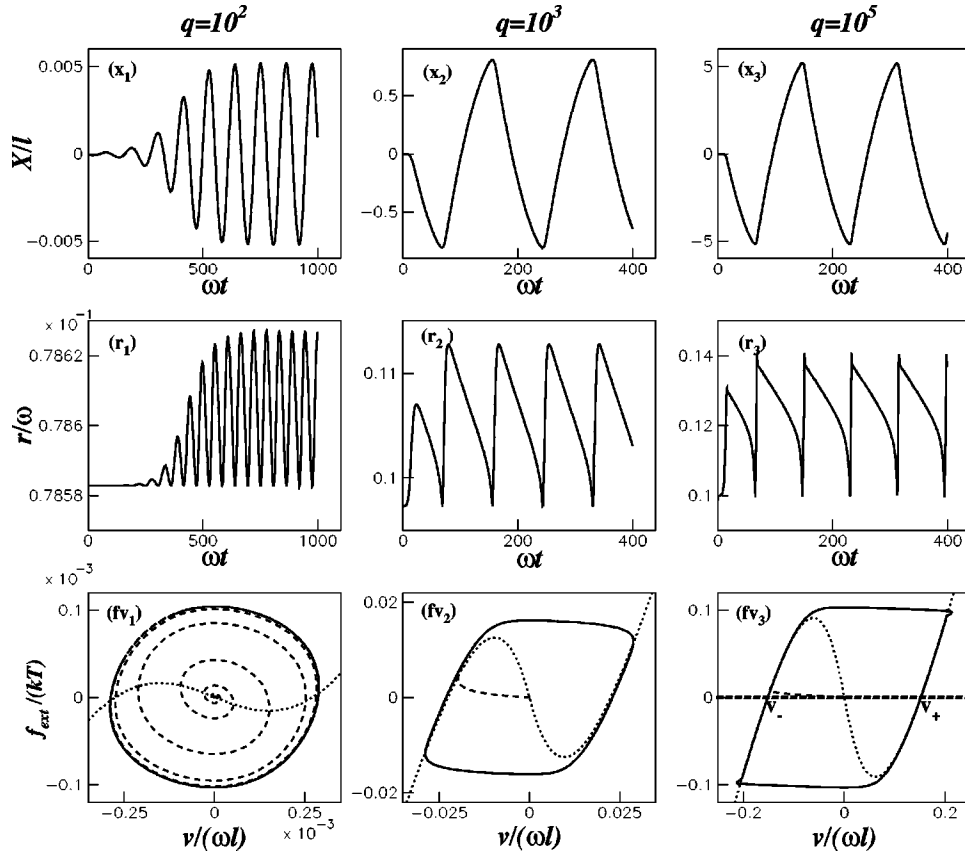 q=10²
q=10³
q=10⁵
X/l
0.005
0
−0.005
(x₁)
0
500
1000
ωt
0.5
0
−0.5
(x₂)
0
200
400
ωt
5
0
−5
(x₃)
0
200
400
ωt
r/ω
× 10⁻¹
0.7862
0.786
0.7858
(r₁)
0
500
1000
ωt
0.11
0.1
(r₂)
0
200
400
ωt
0.14
0.12
0.1
(r₃)
0
200
400
ωt
f_ext/(kT)
× 10⁻³
0.1
0
−0.1
(fv₁)
−0.25
0
0.25
× 10⁻³
v/(ωl)
0.02
0
−0.02
(fv₂)
−0.025
0
0.025
v/(ωl)
0.1
0
−0.1
(fv₃)
v₋
v₊
−0.2
0
0.2
v/(ωl)